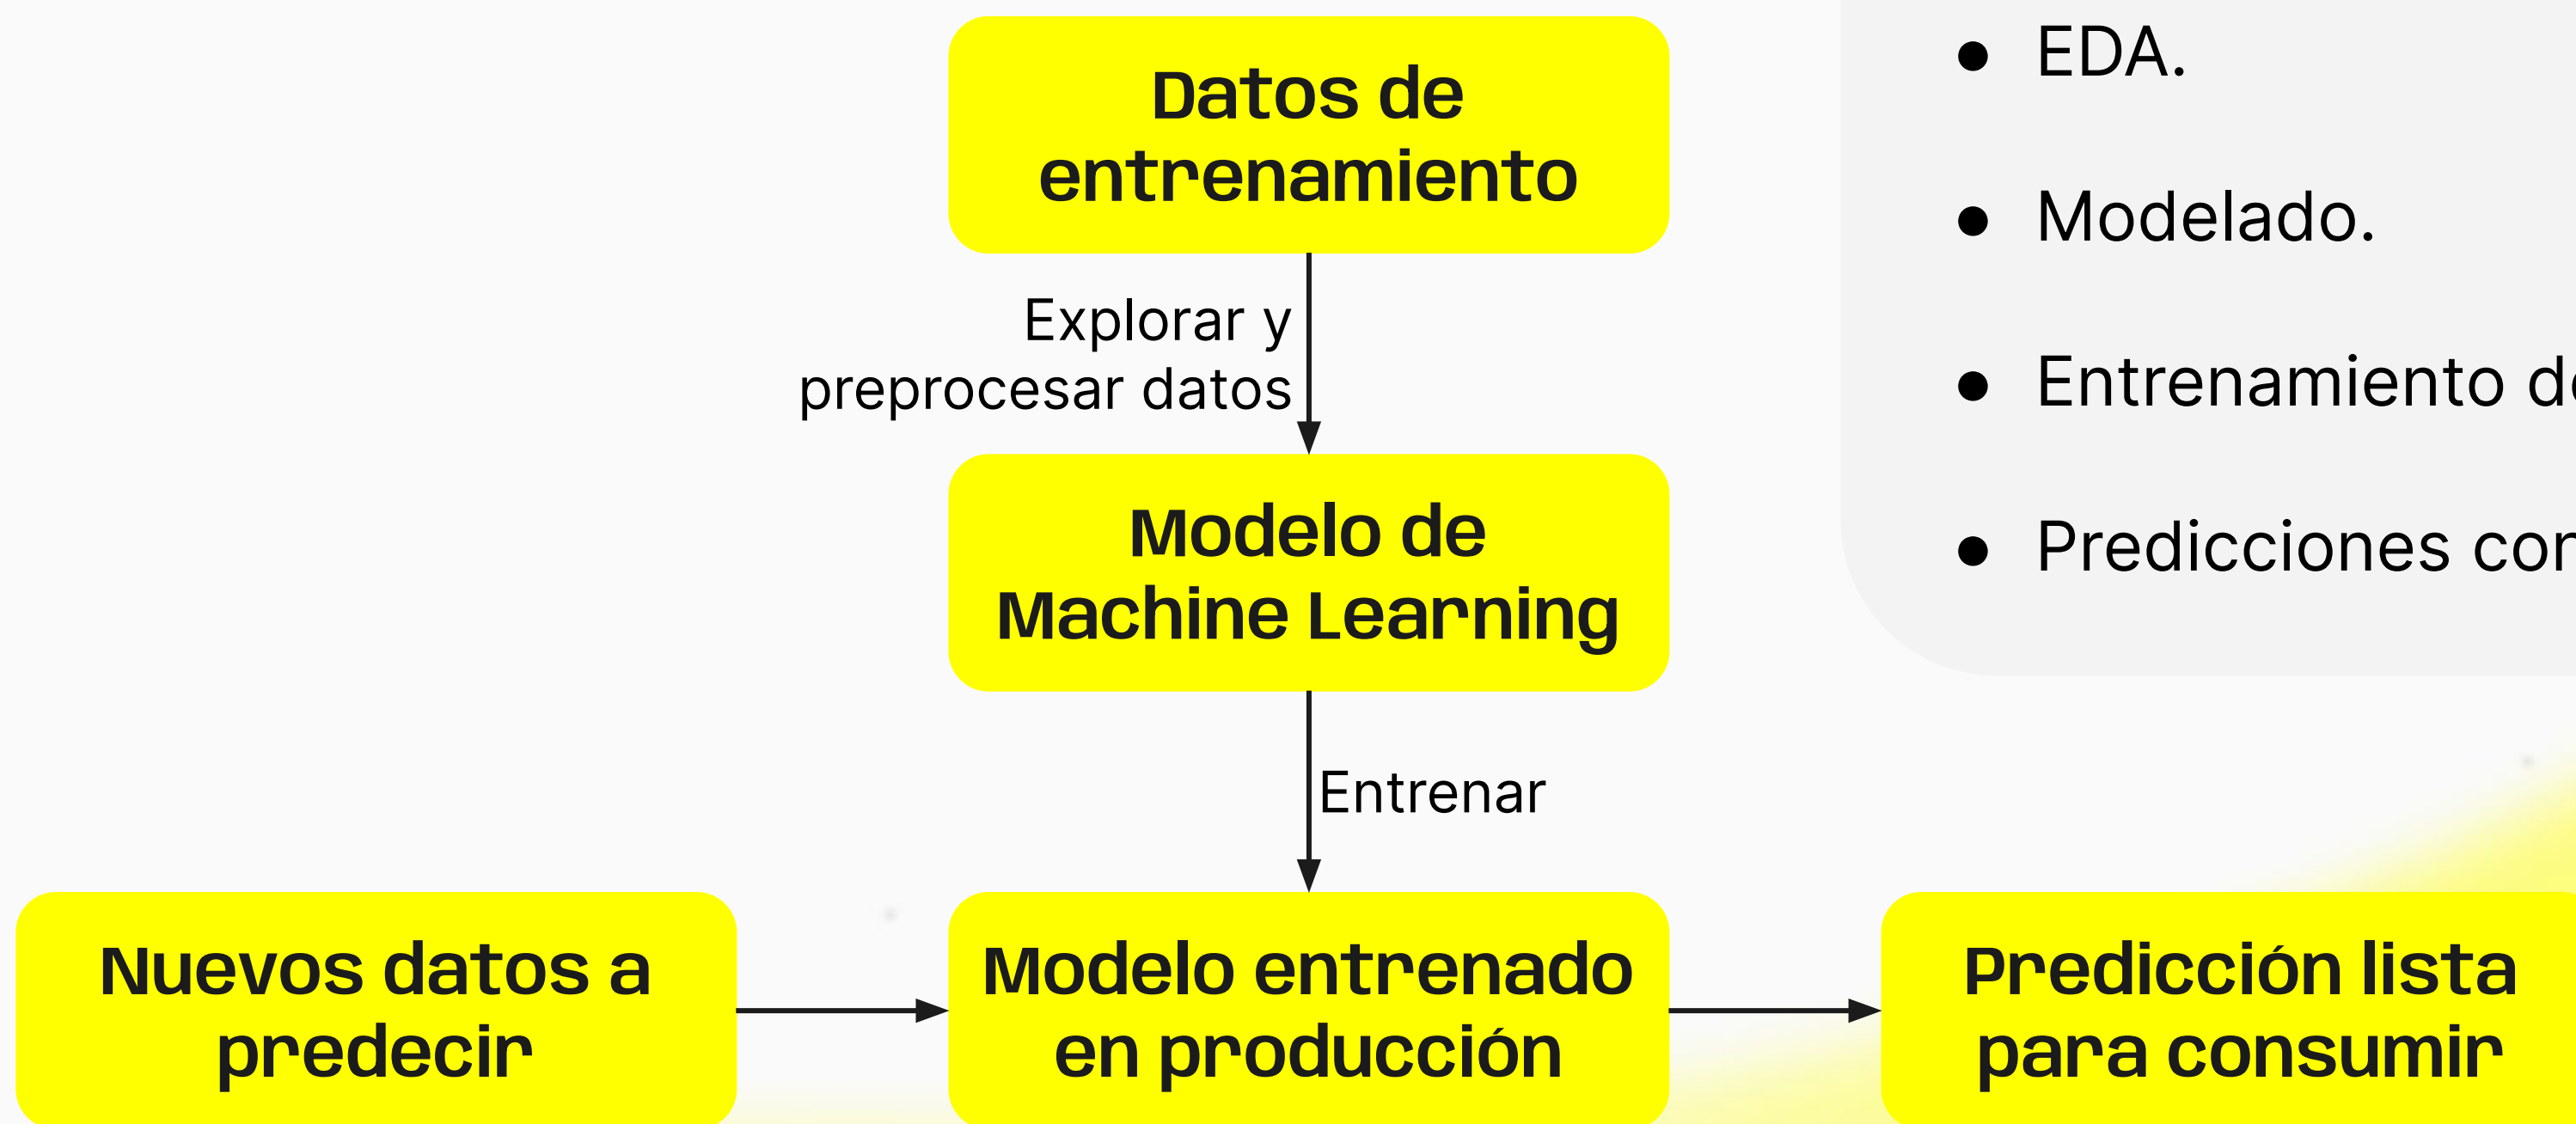 Datos de
entrenamiento
Explorar y
preprocesar datos
Modelo de
Machine Learning
Entrenar
Nuevos datos a
predecir
Modelo entrenado
en producción
Predicción lista
para consumir
● EDA.
● Modelado.
● Entrenamiento
● Predicciones